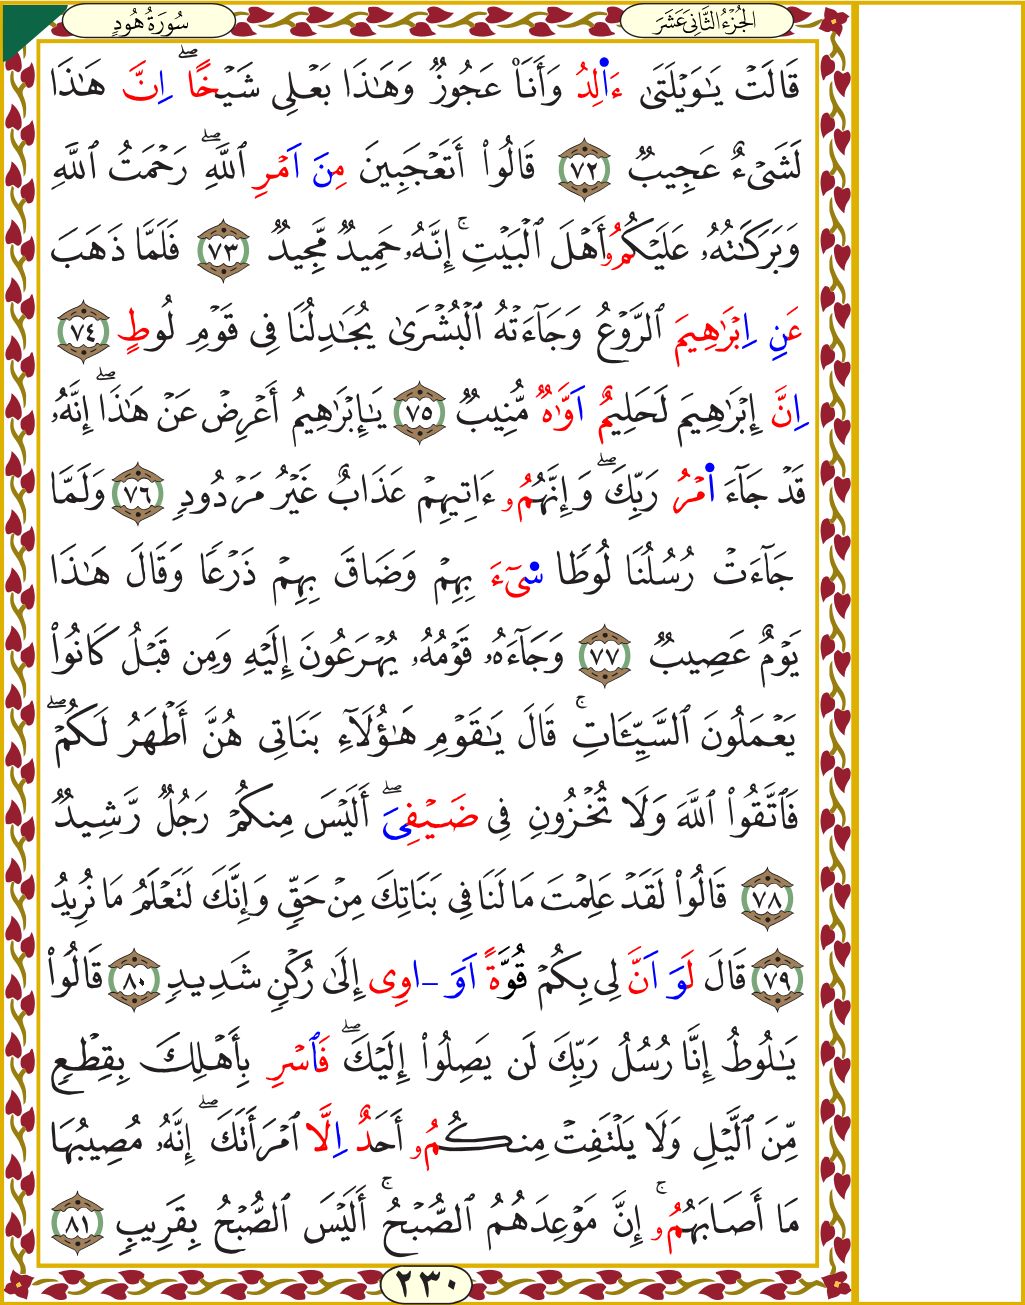 الجُزْءُ الثَّانِىَ عَشَرَ
سُورَةُ هُودٍ
قَالَتْ يَـٰوَيْلَتَىٰ ءَا۬لِدُ وَأَنَا۠ عَجُوزٌ وَهَـٰذَا بَعْلِى شَيْخًاۖ اِنَّ هَـٰذَا
لَشَىْءٌ عَجِيبٌ ٧٢ قَالُوا۟ أَتَعْجَبِينَ مِنَ اَمْرِ ٱللَّهِۖ رَحْمَتُ ٱللَّهِ
وَبَرَكَـٰتُهُۥ عَلَيْكُمُۥ أَهْلَ ٱلْبَيْتِۚ إِنَّهُۥ حَمِيدٌ مَّجِيدٌ ٧٣ فَلَمَّا ذَهَبَ
عَنِ اِبْرَٰهِيمَ ٱلرَّوْعُ وَجَآءَتْهُ ٱلْبُشْرَىٰ يُجَـٰدِلُنَا فِى قَوْمِ لُوطٍ ٧٤
اِنَّ إِبْرَٰهِيمَ لَحَلِيمٌ اَوَّٰهٌ مُّنِيبٌ ٧٥ يَـٰإِبْرَٰهِيمُ أَعْرِضْ عَنْ هَـٰذَاۖ إِنَّهُۥ
قَدْ جَآءَ ا۬مْرُ رَبِّكَۖ وَإِنَّهُمُۥ ءَاتِيهِمْ عَذَابٌ غَيْرُ مَرْدُودٍ ٧٦ وَلَمَّا
جَآءَتْ رُسُلُنَا لُوطًا سِ۬ىٓءَ بِهِمْ وَضَاقَ بِهِمْ ذَرْعًا وَقَالَ هَـٰذَا
يَوْمٌ عَصِيبٌ ٧٧ وَجَآءَهُۥ قَوْمُهُۥ يُهْرَعُونَ إِلَيْهِ وَمِن قَبْلُ كَانُوا۟
يَعْمَلُونَ ٱلسَّيِّـَٔاتِۚ قَالَ يَـٰقَوْمِ هَـٰٓؤُلَآءِ بَنَاتِى هُنَّ أَطْهَرُ لَكُمْۖ
فَٱتَّقُوا۟ ٱللَّهَ وَلَا تُخْزُونِ فِى ضَيْفِىَۖ أَلَيْسَ مِنكُمْ رَجُلٌ رَّشِيدٌ
٧٨ قَالُوا۟ لَقَدْ عَلِمْتَ مَا لَنَا فِى بَنَاتِكَ مِنْ حَقٍّ وَإِنَّكَ لَتَعْلَمُ مَا نُرِيدُ
٧٩ قَالَ لَوَ اَنَّ لِى بِكُمْ قُوَّةً اَوَ ـ اوِى إِلَىٰ رُكْنٍ شَدِيدٍ ٨٠ قَالُوا۟
يَـٰلُوطُ إِنَّا رُسُلُ رَبِّكَ لَن يَصِلُوا۟ إِلَيْكَۖ فَٱسْرِ بِأَهْلِكَ بِقِطْعٍ
مِّنَ ٱلَّيْلِ وَلَا يَلْتَفِتْ مِنكُمُۥ أَحَدٌ اِلَّا ٱمْرَأَتَكَۖ إِنَّهُۥ مُصِيبُهَا
مَا أَصَابَهُمُۥۚ إِنَّ مَوْعِدَهُمُ ٱلصُّبْحُۚ أَلَيْسَ ٱلصُّبْحُ بِقَرِيبٍ ٨١
٢٣٠